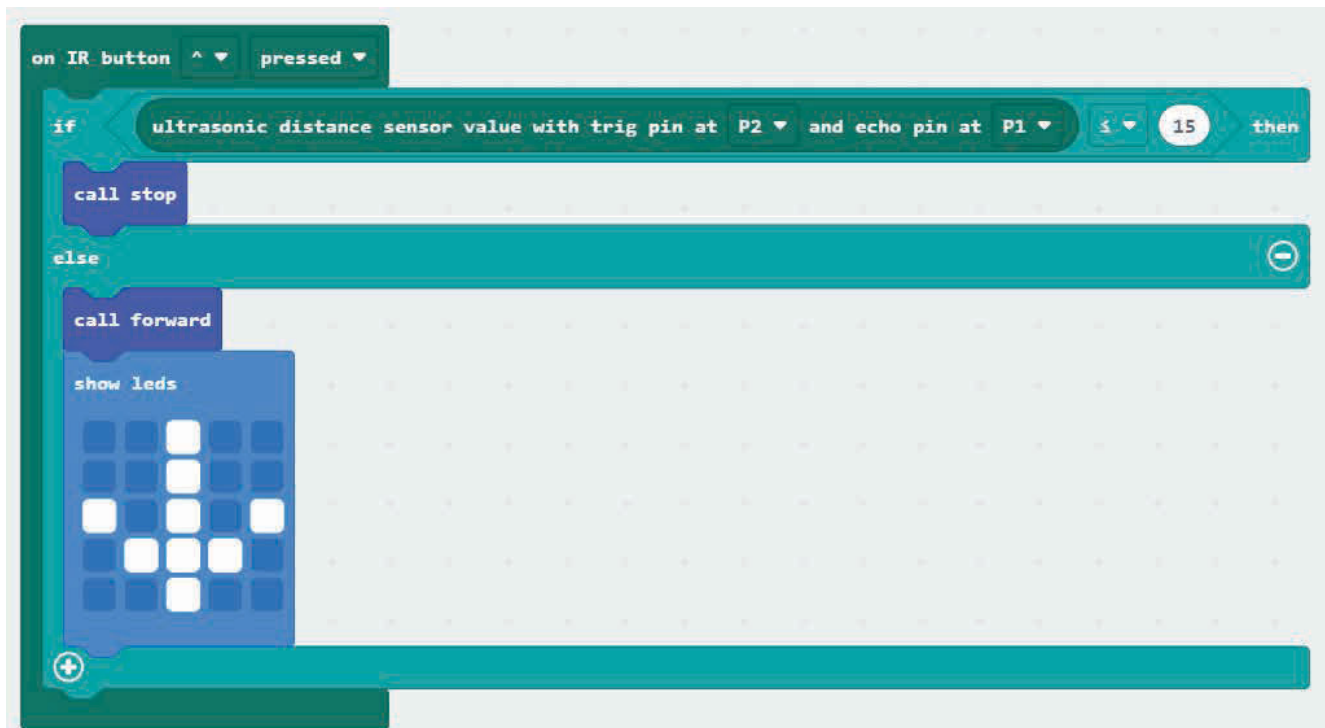 on IR button ^ pressed
if ultrasonic distance sensor value with trig pin at P2 and echo pin at P1 ≤ 15 then
call stop
else
call forward
show leds